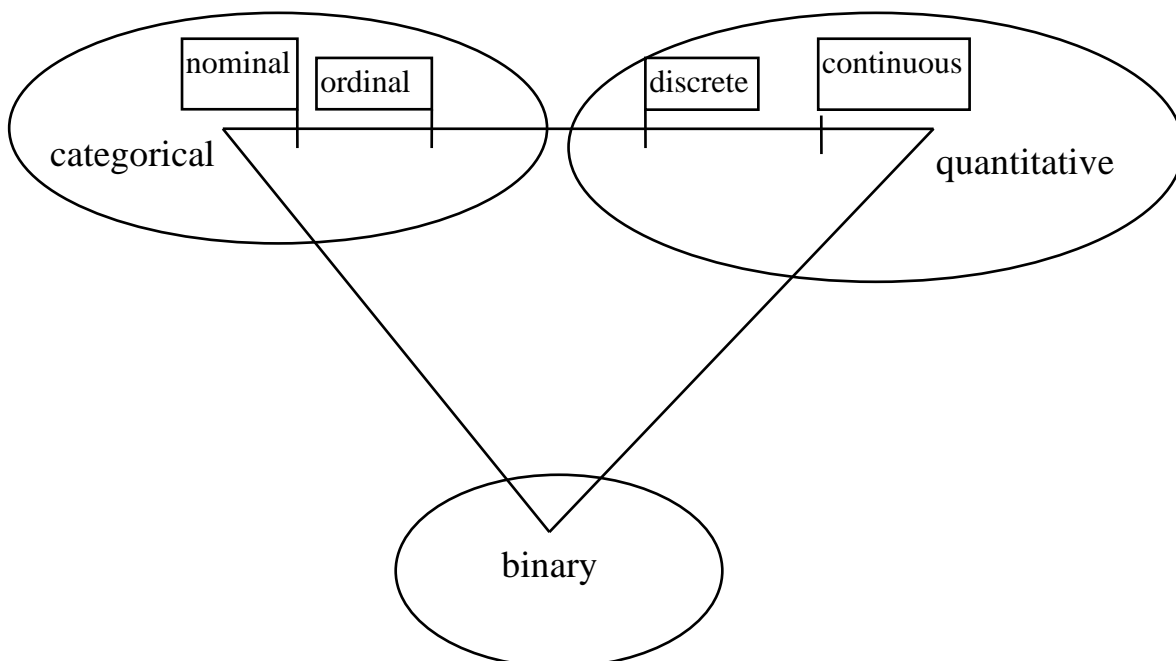 nominal
ordinal
discrete
continuous
categorical
quantitative
binary